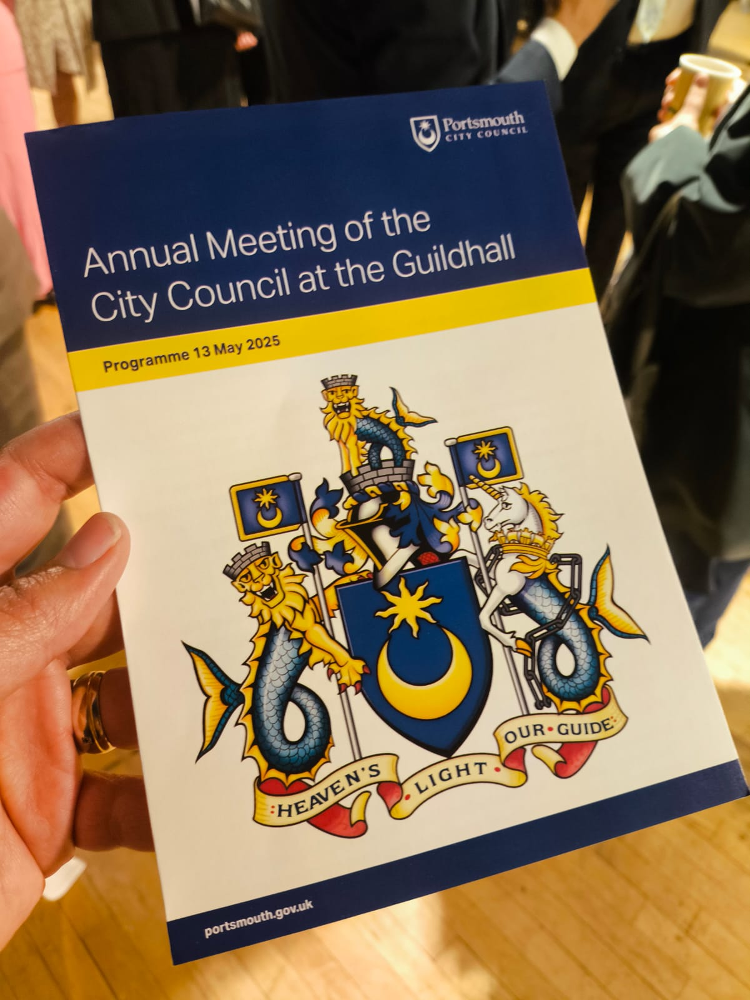 Portsmouth
CITY COUNCIL
Annual Meeting of the
City Council at the Guildhall
Programme 13 May 2025
:HEAVEN'S • LIGHT • OUR • GUIDE:
portsmouth.gov.uk